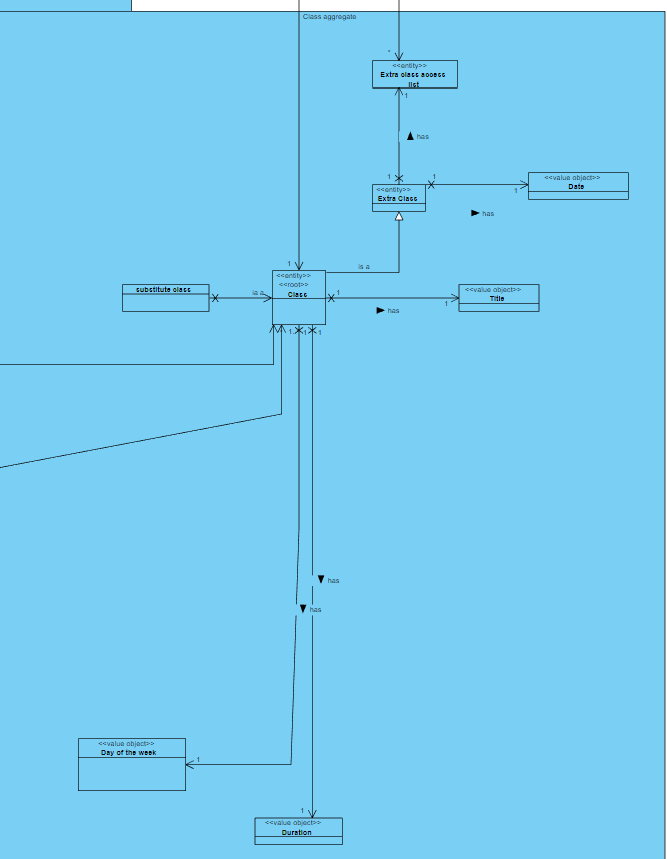 Class aggregate
*
<<entity>>
Extra class access
list
1
has
1
1
<<entity>>
Extra Class
1
<<value object>>
Date
has
is a
1
<<entity>>
<<root>>
Class
substitute class
is a
1
1
<<value object>>
Title
has
1
1
1
has
has
<<value object>>
Day of the week
1
1
<<value object>>
Duration